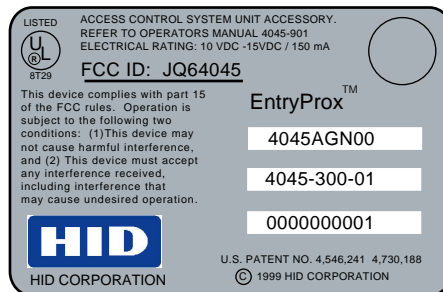 LISTED
UL
®
8T29
ACCESS CONTROL SYSTEM UNIT ACCESSORY.
REFER TO OPERATORS MANUAL 4045-901
ELECTRICAL RATING: 10 VDC -15VDC / 150 mA
FCC ID: JQ64045
This device complies with part 15
of the FCC rules. Operation is
subject to the following two
conditions: (1)This device may
not cause harmful interference,
and (2) This device must accept
any interference received,
including interference that
may cause undesired operation.
HID
HID CORPORATION
EntryProx™
4045AGN00
4045-300-01
0000000001
U.S. PATENT NO. 4,546,241 4,730,188
© 1999 HID CORPORATION